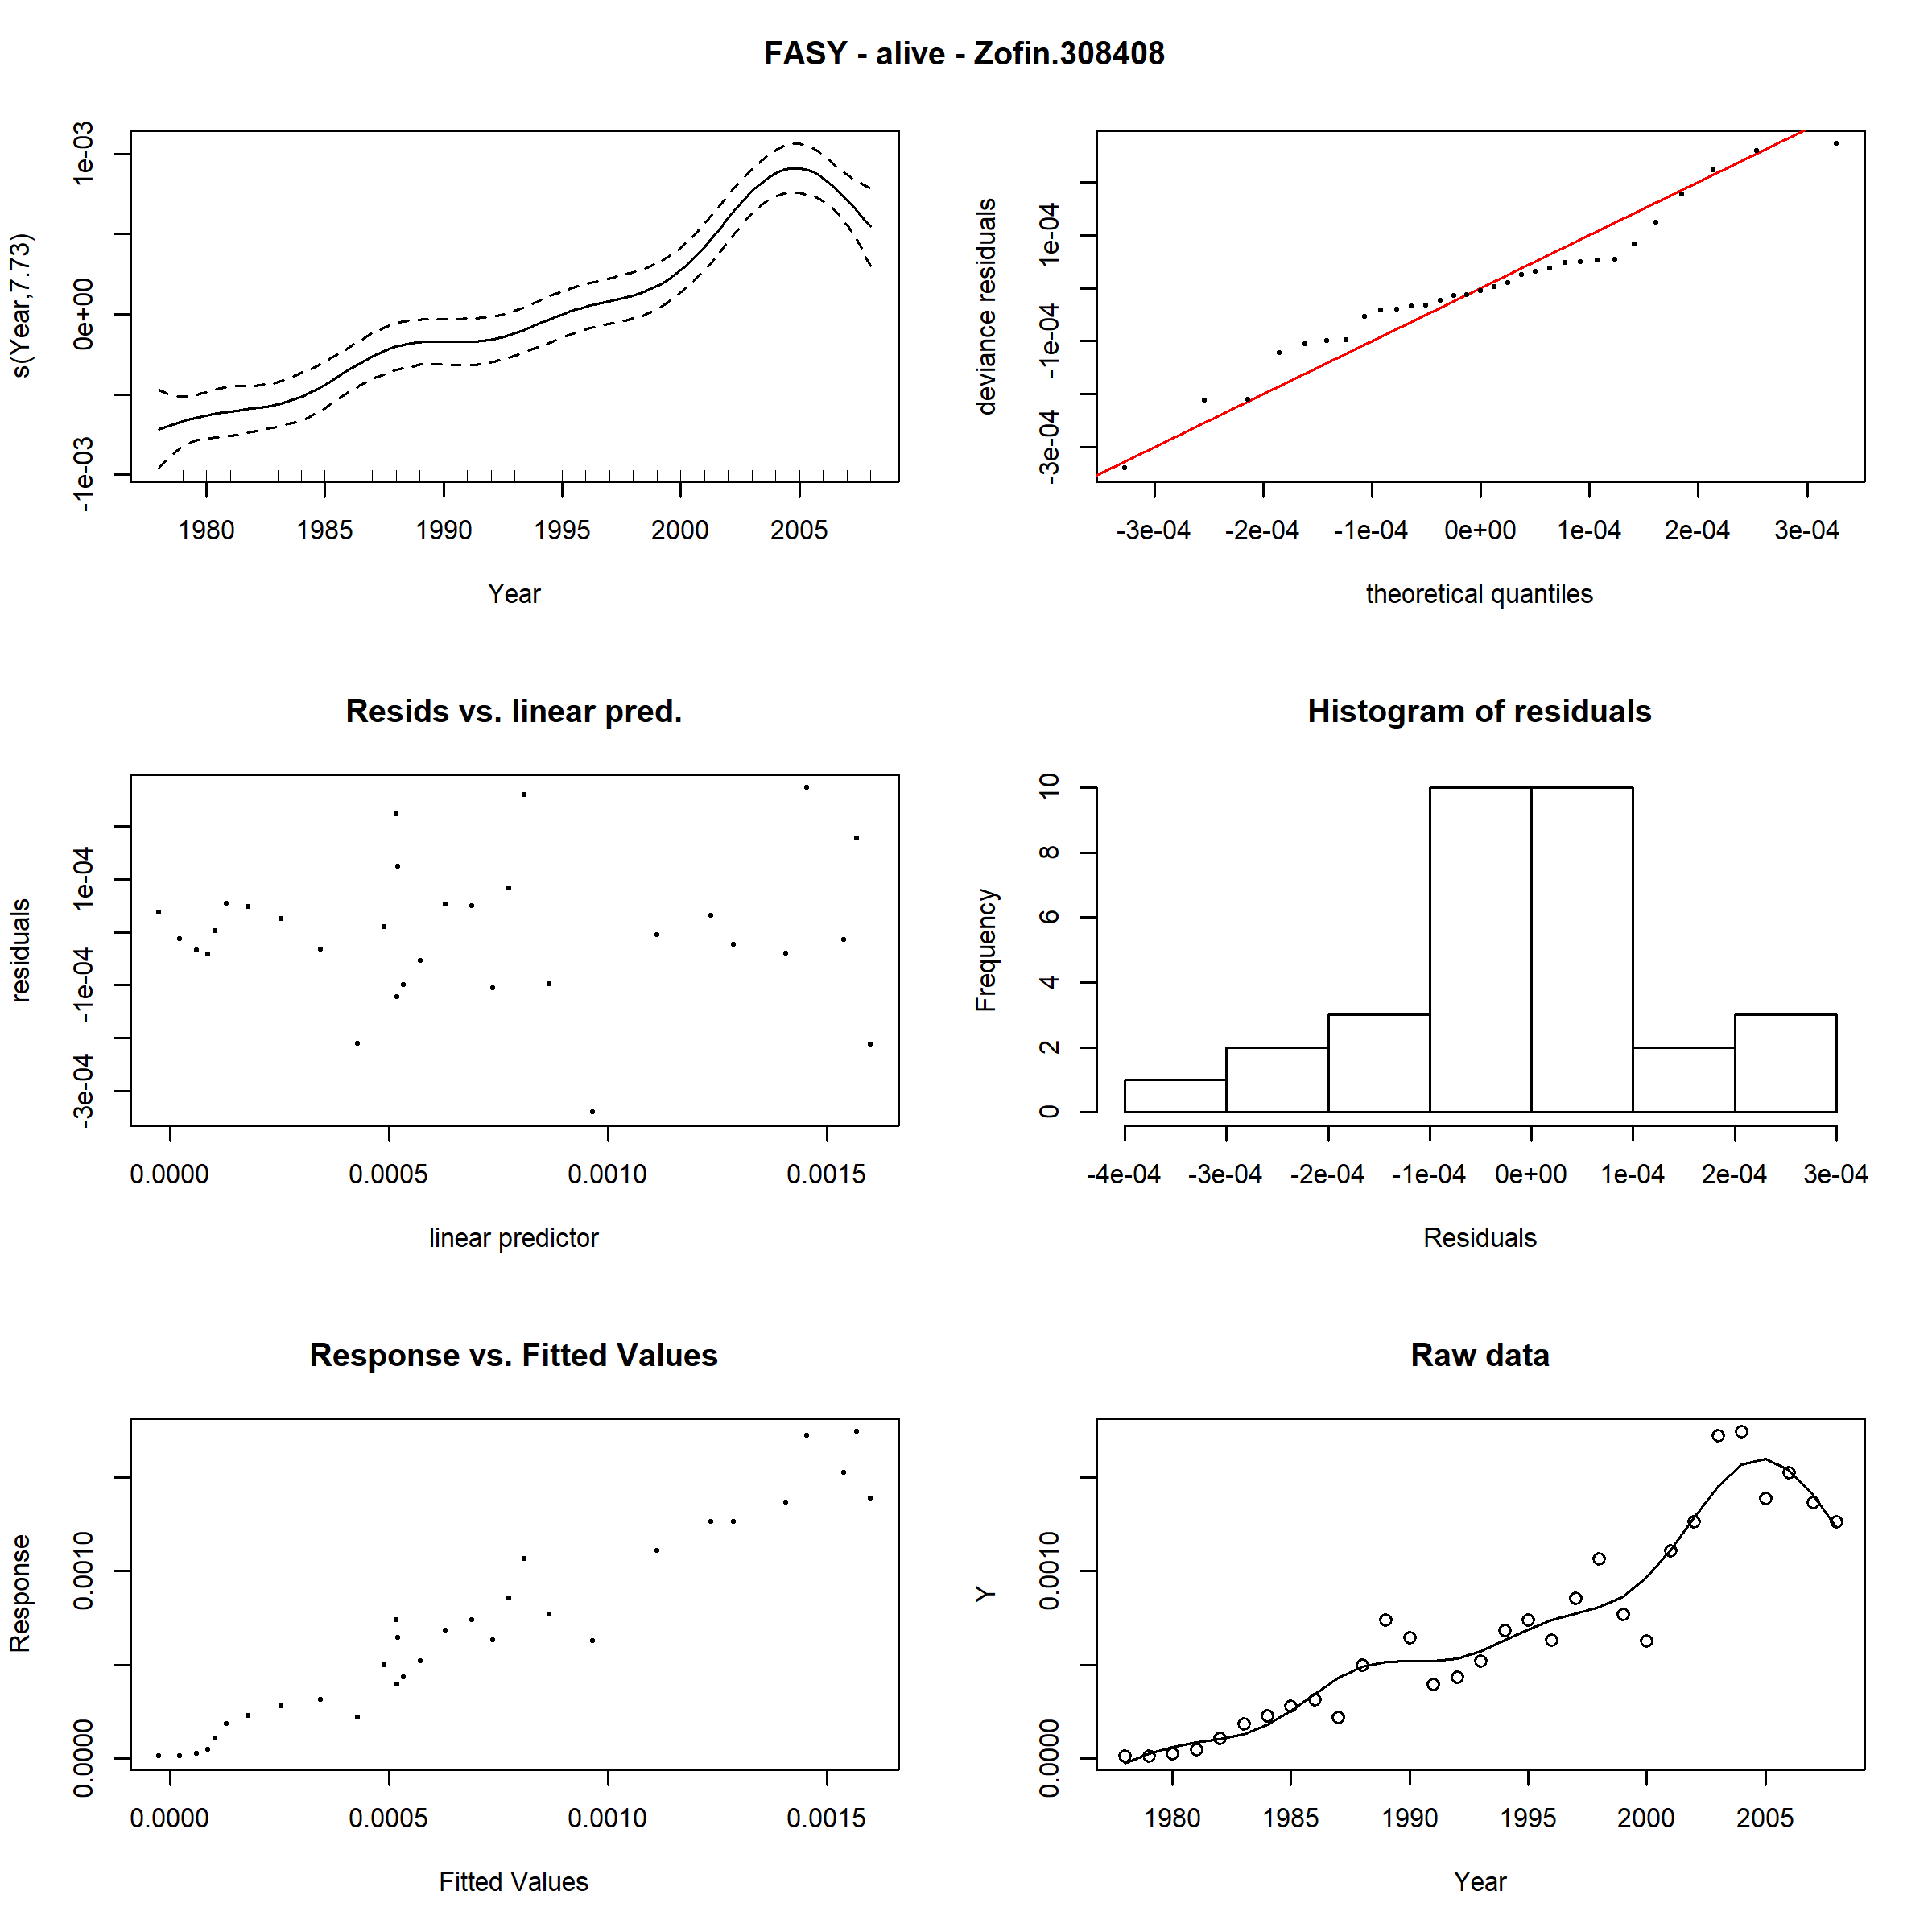 FASY - alive - Zofin.308408
s(Year,7.73)
-1e-03 0e+00 1e-03
1980 1985 1990 1995 2000 2005
Year
deviance residuals
-3e-04 -1e-04 1e-04
-3e-04 -2e-04 -1e-04 0e+00 1e-04 2e-04 3e-04
theoretical quantiles
Resids vs. linear pred.
residuals
-3e-04 -1e-04 1e-04
0.0000 0.0005 0.0010 0.0015
linear predictor
Histogram of residuals
Frequency
0 2 4 6 8 10
-4e-04 -3e-04 -2e-04 -1e-04 0e+00 1e-04 2e-04 3e-04
Residuals
Response vs. Fitted Values
Response
0.0000 0.0010
0.0000 0.0005 0.0010 0.0015
Fitted Values
Raw data
Y
0.0000 0.0010
1980 1985 1990 1995 2000 2005
Year